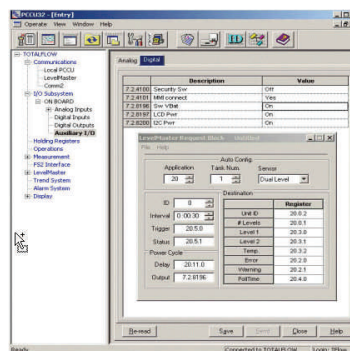 PCCU32 - [Entry]
Operate View Window Help
TOTALFLOW
Communications
Local PCCU
LevelMaster
Comm2
I/O Subsystem
ON BOARD
Analog Inputs
Digital Inputs
Digital Outputs
Auxiliary I/O
Holding Registers
Operations
Measurement
FS2 Interface
LevelMaster
Trend System
Alarm System
Display
Analog Digital
Description Value
7.2.4100 Security Sw Off
7.2.4101 MMI connect Yes
7.2.8196 Sw VBat On
7.2.8197 LCD Pwr On
7.2.8200 I2C Pwr On
LevelMaster Request Block
File Help
Auto Config.
Application Tank Num. Sensor
20 1 Dual Level
Destination
Register
ID 0
Interval 0:00:30
Trigger 20.5.0
Status 20.5.1
Power Cycle
Delay 20.11.0
Output 7.2.8196
Unit ID 20.0.2
# Levels 20.0.1
Level 1 20.3.0
Level 2 20.3.1
Temp. 20.3.2
Error 20.2.0
Warning 20.2.1
PollTime 20.4.0
Re-read Save Send Close Help
Ready Connected to TOTALFLOW